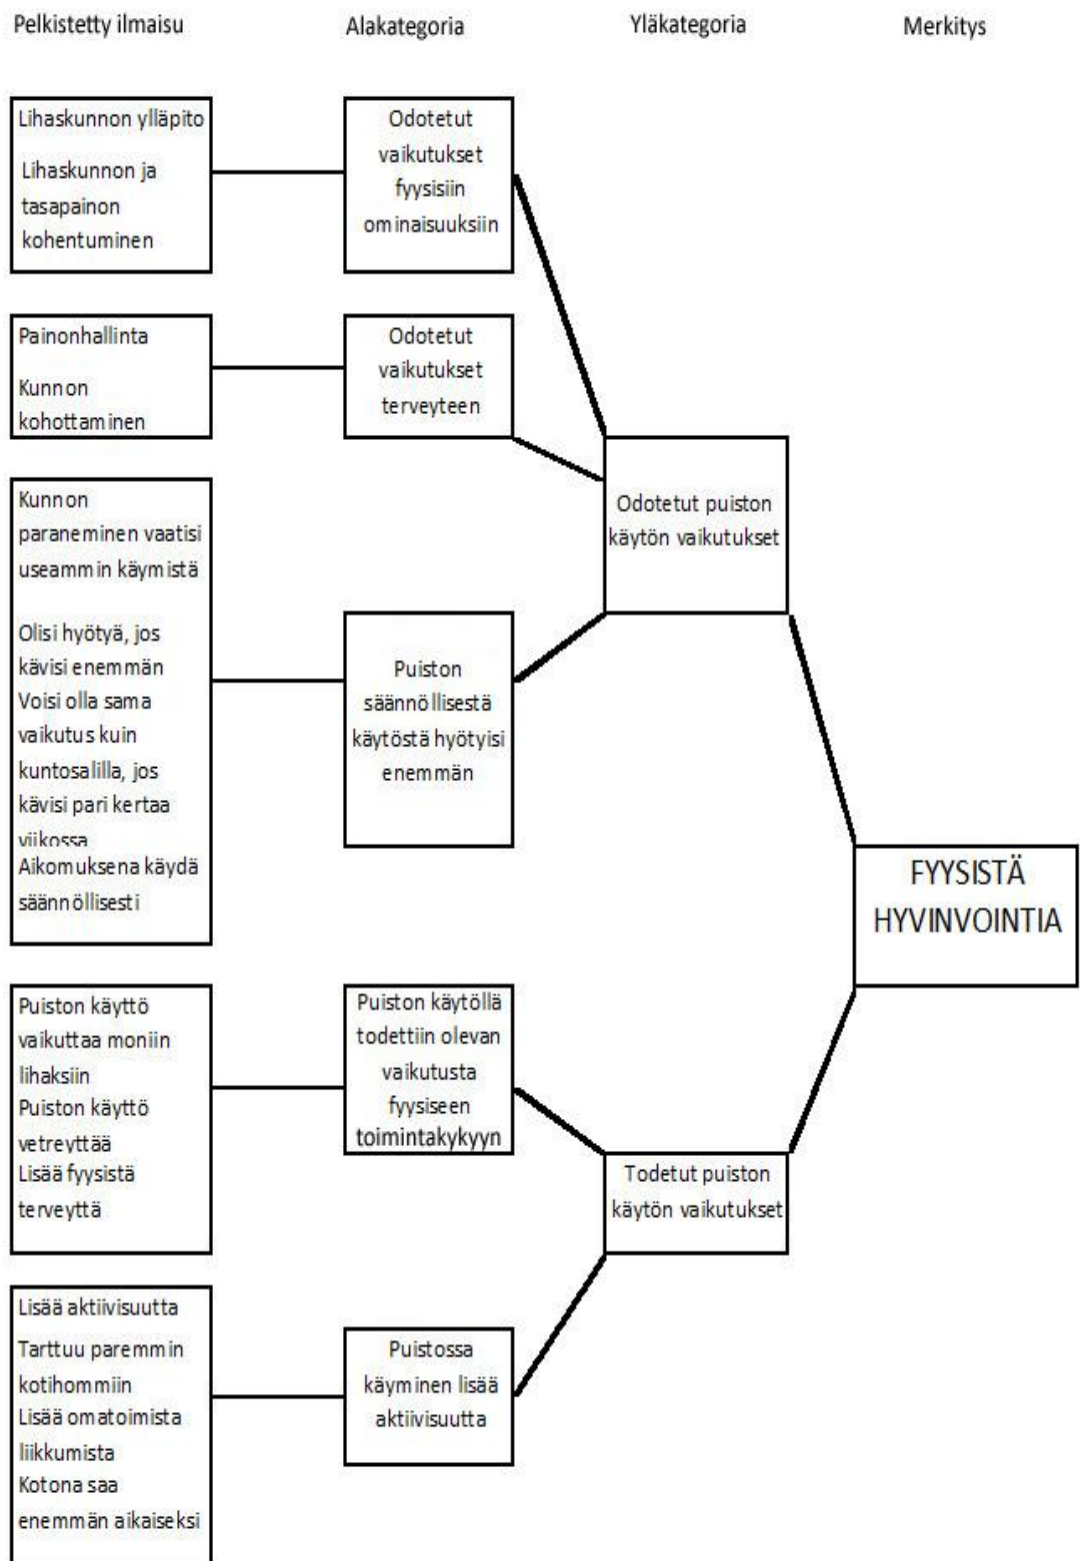 Pelkistetty ilmaisu
Alakategoria
Yläkategoria
Merkitys
Lihaskunnon ylläpito
Lihaskunnon ja
tasapainon
kohentuminen
Odotetut
vaikutukset
fyysisiin
ominaisuuksiin
Painonhallinta
Kunnon
kohottaminen
Odotetut
vaikutukset
terveyteen
Kunnon
paraneminen vaatisi
useammin käymistä
Olisi hyötyä, jos
kävisi enemmän
Voisi olla sama
vaikutus kuin
kuntosalilla, jos
kävisi pari kertaa
viikossa
Aikomuksena käydä
säännöllisesti
Puiston
säännöllisestä
käytöstä hyötyisi
enemmän
Odotetut puiston
käytön vaikutukset
FYYSISTÄ
HYVINVOINTIA
Puiston käyttö
vaikuttaa moniin
lihaksiin
Puiston käyttö
vetreyttää
Lisää fyysistä
terveyttä
Puiston käytöllä
todettiin olevan
vaikutusta
fyysiseen
toimintakykyyn
Todetut puiston
käytön vaikutukset
Lisää aktiivisuutta
Tarttuu paremmin
kotihommiin
Lisää omatoimista
liikkumista
Kotona saa
enemmän aikaiseksi
Puistossa
käyminen lisää
aktiivisuutta